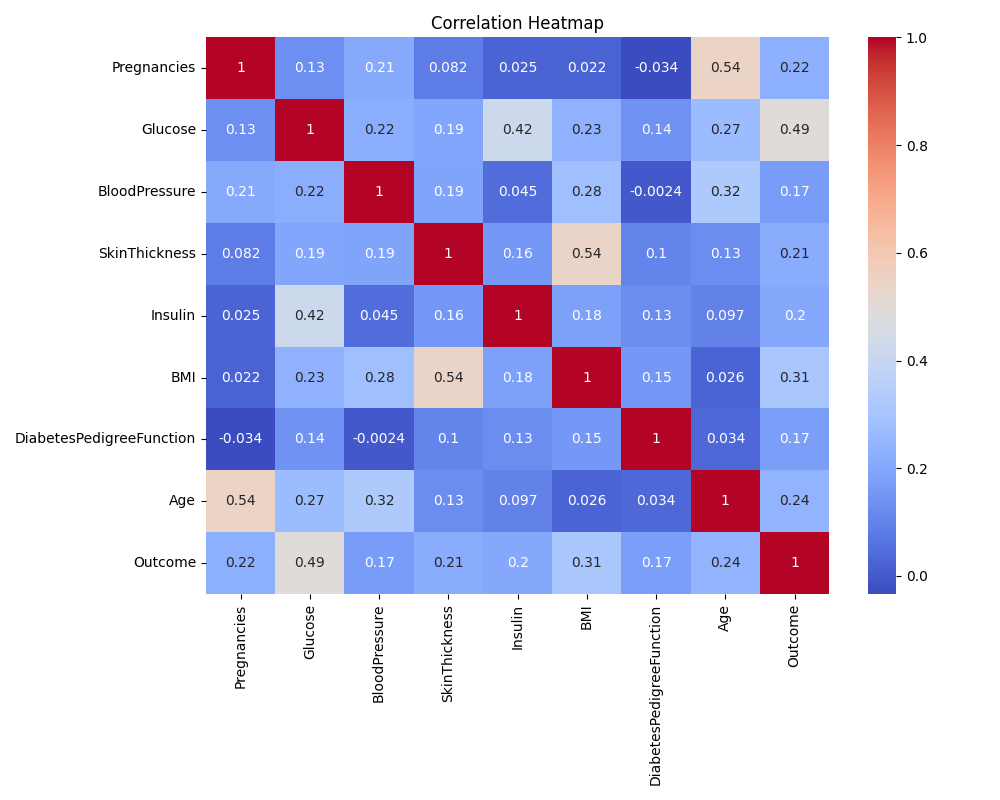 Correlation Heatmap
Pregnancies 1 0.13 0.21 0.082 0.025 0.022 -0.034 0.54 0.22
Glucose 0.13 1 0.22 0.19 0.42 0.23 0.14 0.27 0.49
BloodPressure 0.21 0.22 1 0.19 0.045 0.28 -0.0024 0.32 0.17
SkinThickness 0.082 0.19 0.19 1 0.16 0.54 0.1 0.13 0.21
Insulin 0.025 0.42 0.045 0.16 1 0.18 0.13 0.097 0.2
BMI 0.022 0.23 0.28 0.54 0.18 1 0.15 0.026 0.31
DiabetesPedigreeFunction -0.034 0.14 -0.0024 0.1 0.13 0.15 1 0.034 0.17
Age 0.54 0.27 0.32 0.13 0.097 0.026 0.034 1 0.24
Outcome 0.22 0.49 0.17 0.21 0.2 0.31 0.17 0.24 1
Pregnancies
Glucose
BloodPressure
SkinThickness
Insulin
BMI
DiabetesPedigreeFunction
Age
Outcome
1.0
0.8
0.6
0.4
0.2
0.0